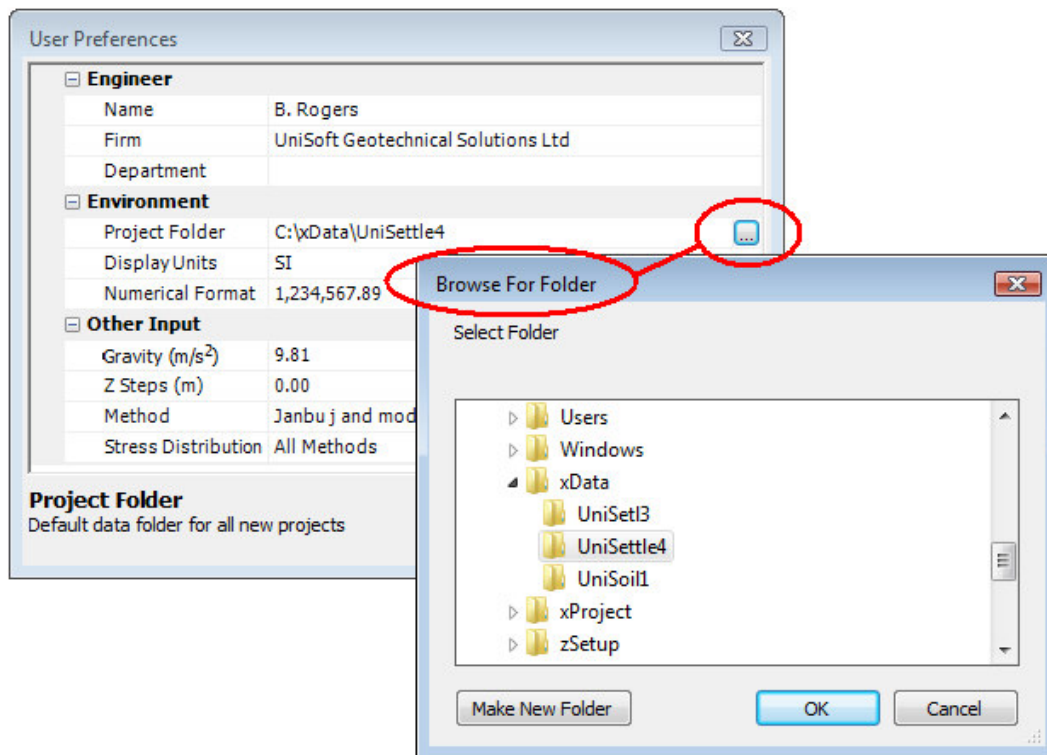 User Preferences
Engineer
Name B. Rogers
Firm UniSoft Geotechnical Solutions Ltd
Department
Environment
Project Folder C:\xData\UniSettle4 ...
Display Units SI
Numerical Format 1,234,567.89
Other Input
Gravity (m/s²) 9.81
Z Steps (m) 0.00
Method Janbu j and mod
Stress Distribution All Methods
Project Folder
Default data folder for all new projects
Browse For Folder
Select Folder
Users
Windows
xData
UniSetl3
UniSettle4
UniSoil1
xProject
zSetup
Make New Folder OK Cancel